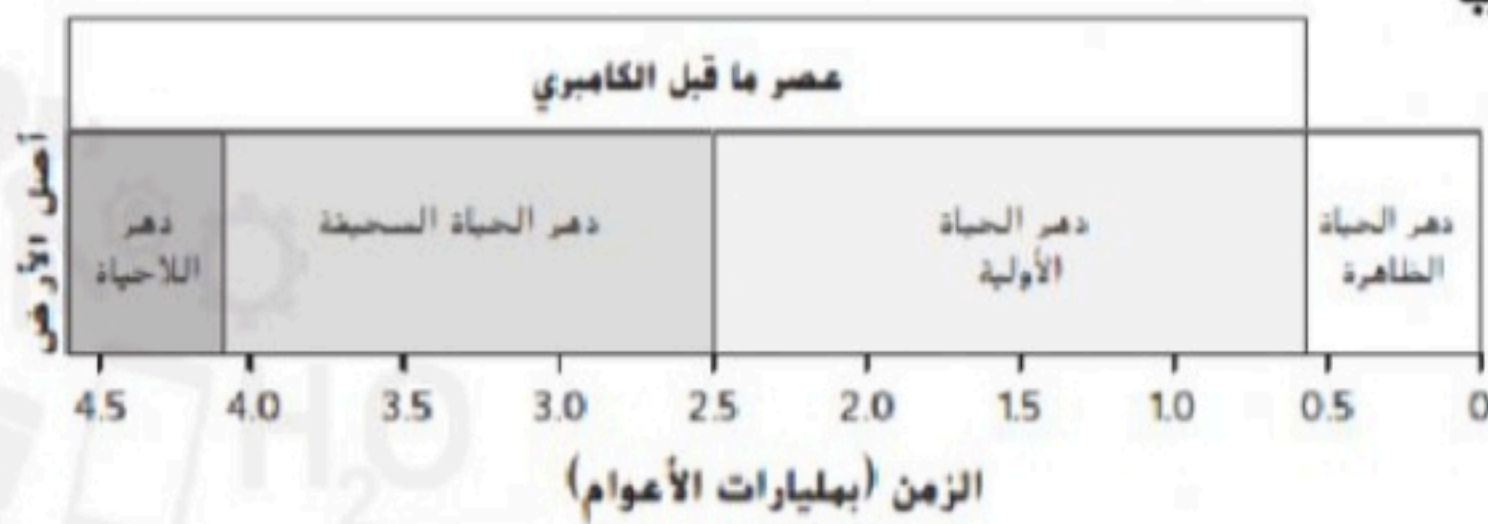 عصر ما قبل الكامبري
أصل الأرض
دهر
اللاحياة
دهر الحياة السحيقة
دهر الحياة
الأولية
دهر الحياة
الظاهرة
4.5 4.0 3.5 3.0 2.5 2.0 1.5 1.0 0.5 0
الزمن (بمليارات الأعوام)
H₂O